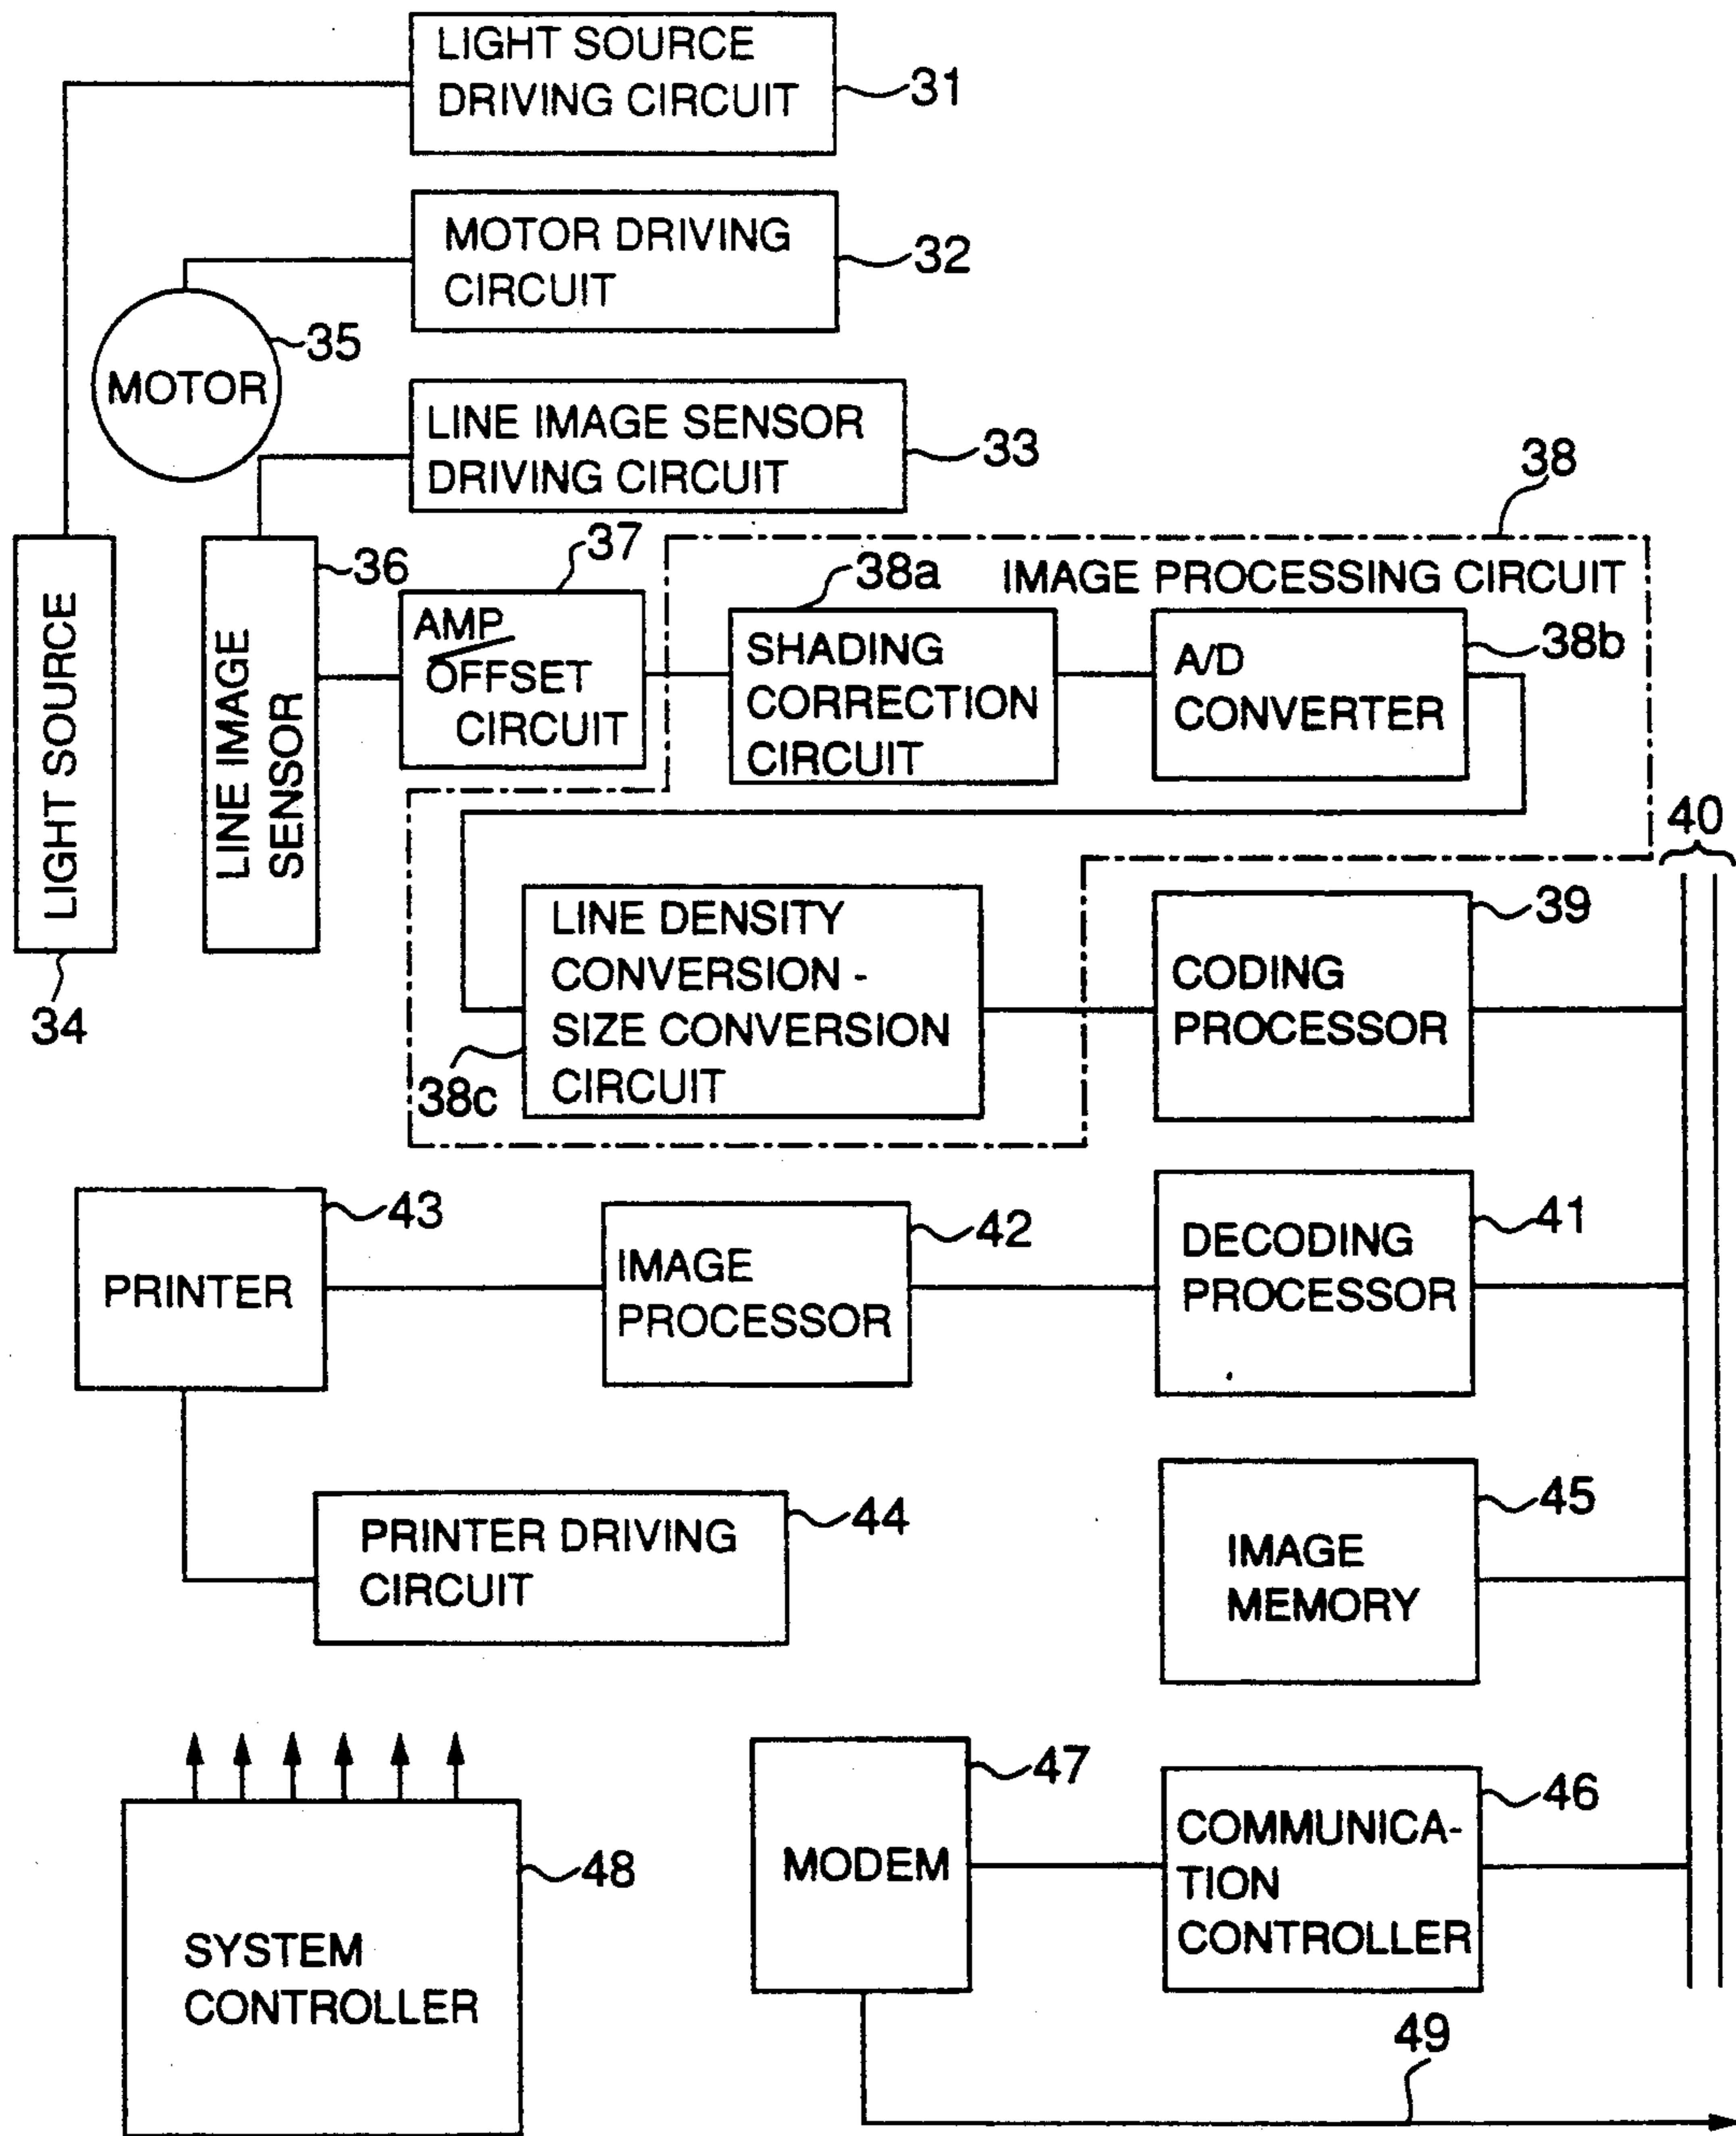 LIGHT SOURCE
DRIVING CIRCUIT
31
MOTOR DRIVING
CIRCUIT
32
MOTOR
35
LINE IMAGE SENSOR
DRIVING CIRCUIT
33
LIGHT SOURCE
34
LINE IMAGE
SENSOR
36
AMP
OFFSET
CIRCUIT
37
38
IMAGE PROCESSING CIRCUIT
38a
SHADING
CORRECTION
CIRCUIT
A/D
CONVERTER
38b
LINE DENSITY
CONVERSION -
SIZE CONVERSION
CIRCUIT
38c
CODING
PROCESSOR
39
40
PRINTER
43
IMAGE
PROCESSOR
42
DECODING
PROCESSOR
41
PRINTER DRIVING
CIRCUIT
44
IMAGE
MEMORY
45
SYSTEM
CONTROLLER
48
MODEM
47
COMMUNICA-
TION
CONTROLLER
46
49